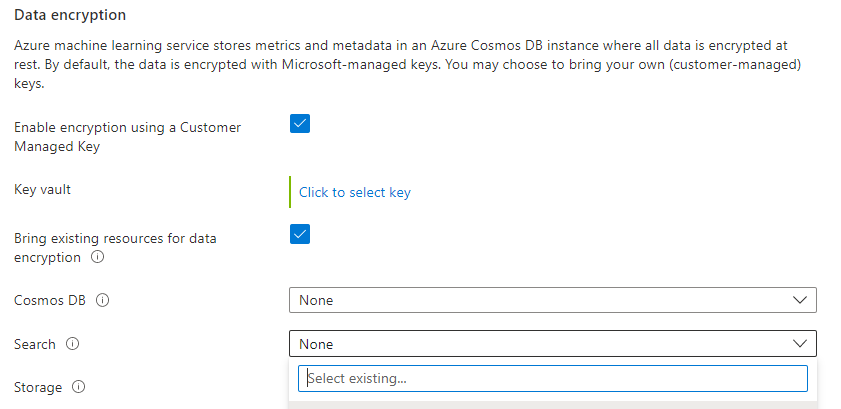 Data encryption
Azure machine learning service stores metrics and metadata in an Azure Cosmos DB instance where all data is encrypted at
rest. By default, the data is encrypted with Microsoft-managed keys. You may choose to bring your own (customer-managed)
keys.
Enable encryption using a Customer
Managed Key
Key vault
Click to select key
Bring existing resources for data
encryption
Cosmos DB
None
Search
None
Select existing...
Storage